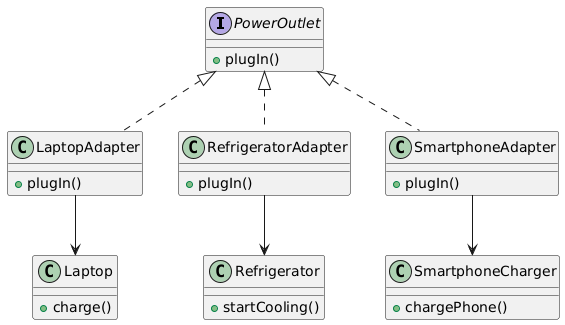 I PowerOutlet
plugIn()
C LaptopAdapter
plugIn()
C RefrigeratorAdapter
plugIn()
C SmartphoneAdapter
plugIn()
C Laptop
charge()
C Refrigerator
startCooling()
C SmartphoneCharger
chargePhone()